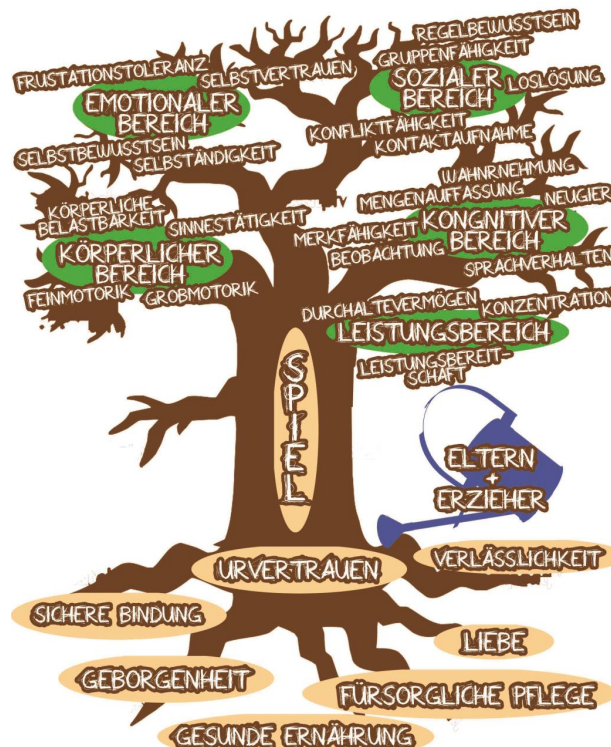 REGELBEWUSSTSEIN
GRUPPENFÄHIGKEIT
FRUSTATIONSTOLERANZ
SELBSTVERTRAUEN
SOZIALER
BEREICH
LOSLÖSUNG
EMOTIONALER
BEREICH
KONFLIKTFÄHIGKEIT
KONTAKTAUFNAHME
SELBSTBEWUSSTSEIN
SELBSTÄNDIGKEIT
WAHRNEHMUNG
MENGENAUFFASSUNG
NEUGIER
KÖRPERLICHE
BELASTBARKEIT
SINNESTÄTIGKEIT
MERKFÄHIGKEIT
KONGNITIVER
BEREICH
BEOBACHTUNG
SPRACHVERHALTEN
KÖRPERLICHER
BEREICH
FEINMOTORIK
GROBMOTORIK
DURCHALTEVERMÖGEN
KONZENTRATION
LEISTUNGSBEREICH
LEISTUNGSBEREIT-
SCHAFT
SPIEL
ELTERN
+
ERZIEHER
URVERTRAUEN
VERLÄSSLICHKEIT
SICHERE BINDUNG
LIEBE
GEBORGENHEIT
FÜRSORGLICHE PFLEGE
GESUNDE ERNÄHRUNG